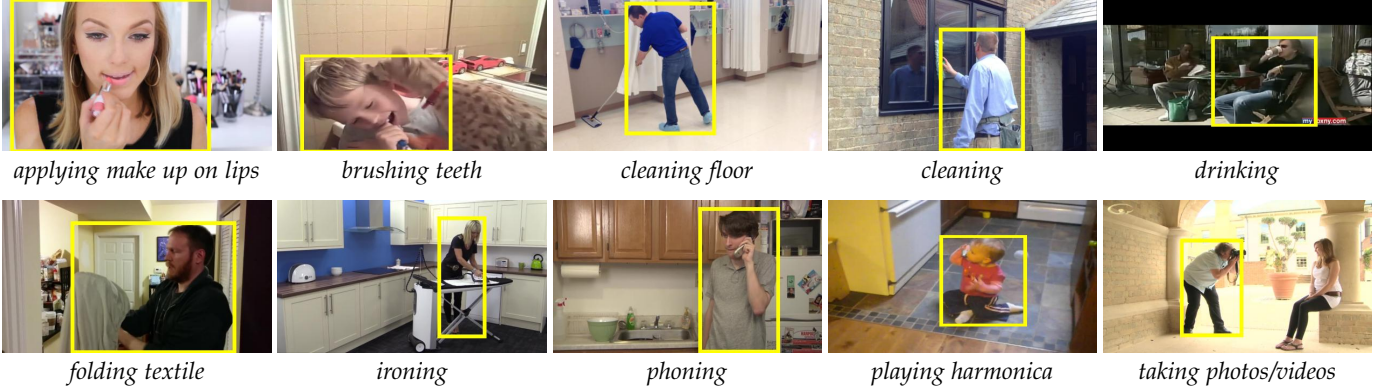 applying make up on lips
brushing teeth
cleaning floor
cleaning
drinking
folding textile
ironing
phoning
playing harmonica
taking photos/videos